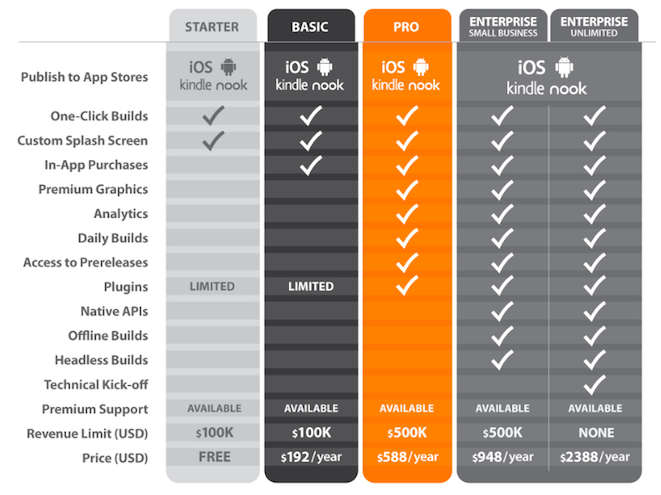 STARTER BASIC PRO ENTERPRISE SMALL BUSINESS ENTERPRISE UNLIMITED
Publish to App Stores iOS kindle nook iOS kindle nook iOS kindle nook iOS kindle nook
One-Click Builds
Custom Splash Screen
In-App Purchases
Premium Graphics
Analytics
Daily Builds
Access to Prereleases
Plugins LIMITED LIMITED
Native APIs
Offline Builds
Headless Builds
Technical Kick-off
Premium Support AVAILABLE AVAILABLE AVAILABLE AVAILABLE AVAILABLE
Revenue Limit (USD) $100K $100K $500K $500K NONE
Price (USD) FREE $192/year $588/year $948/year $2388/year